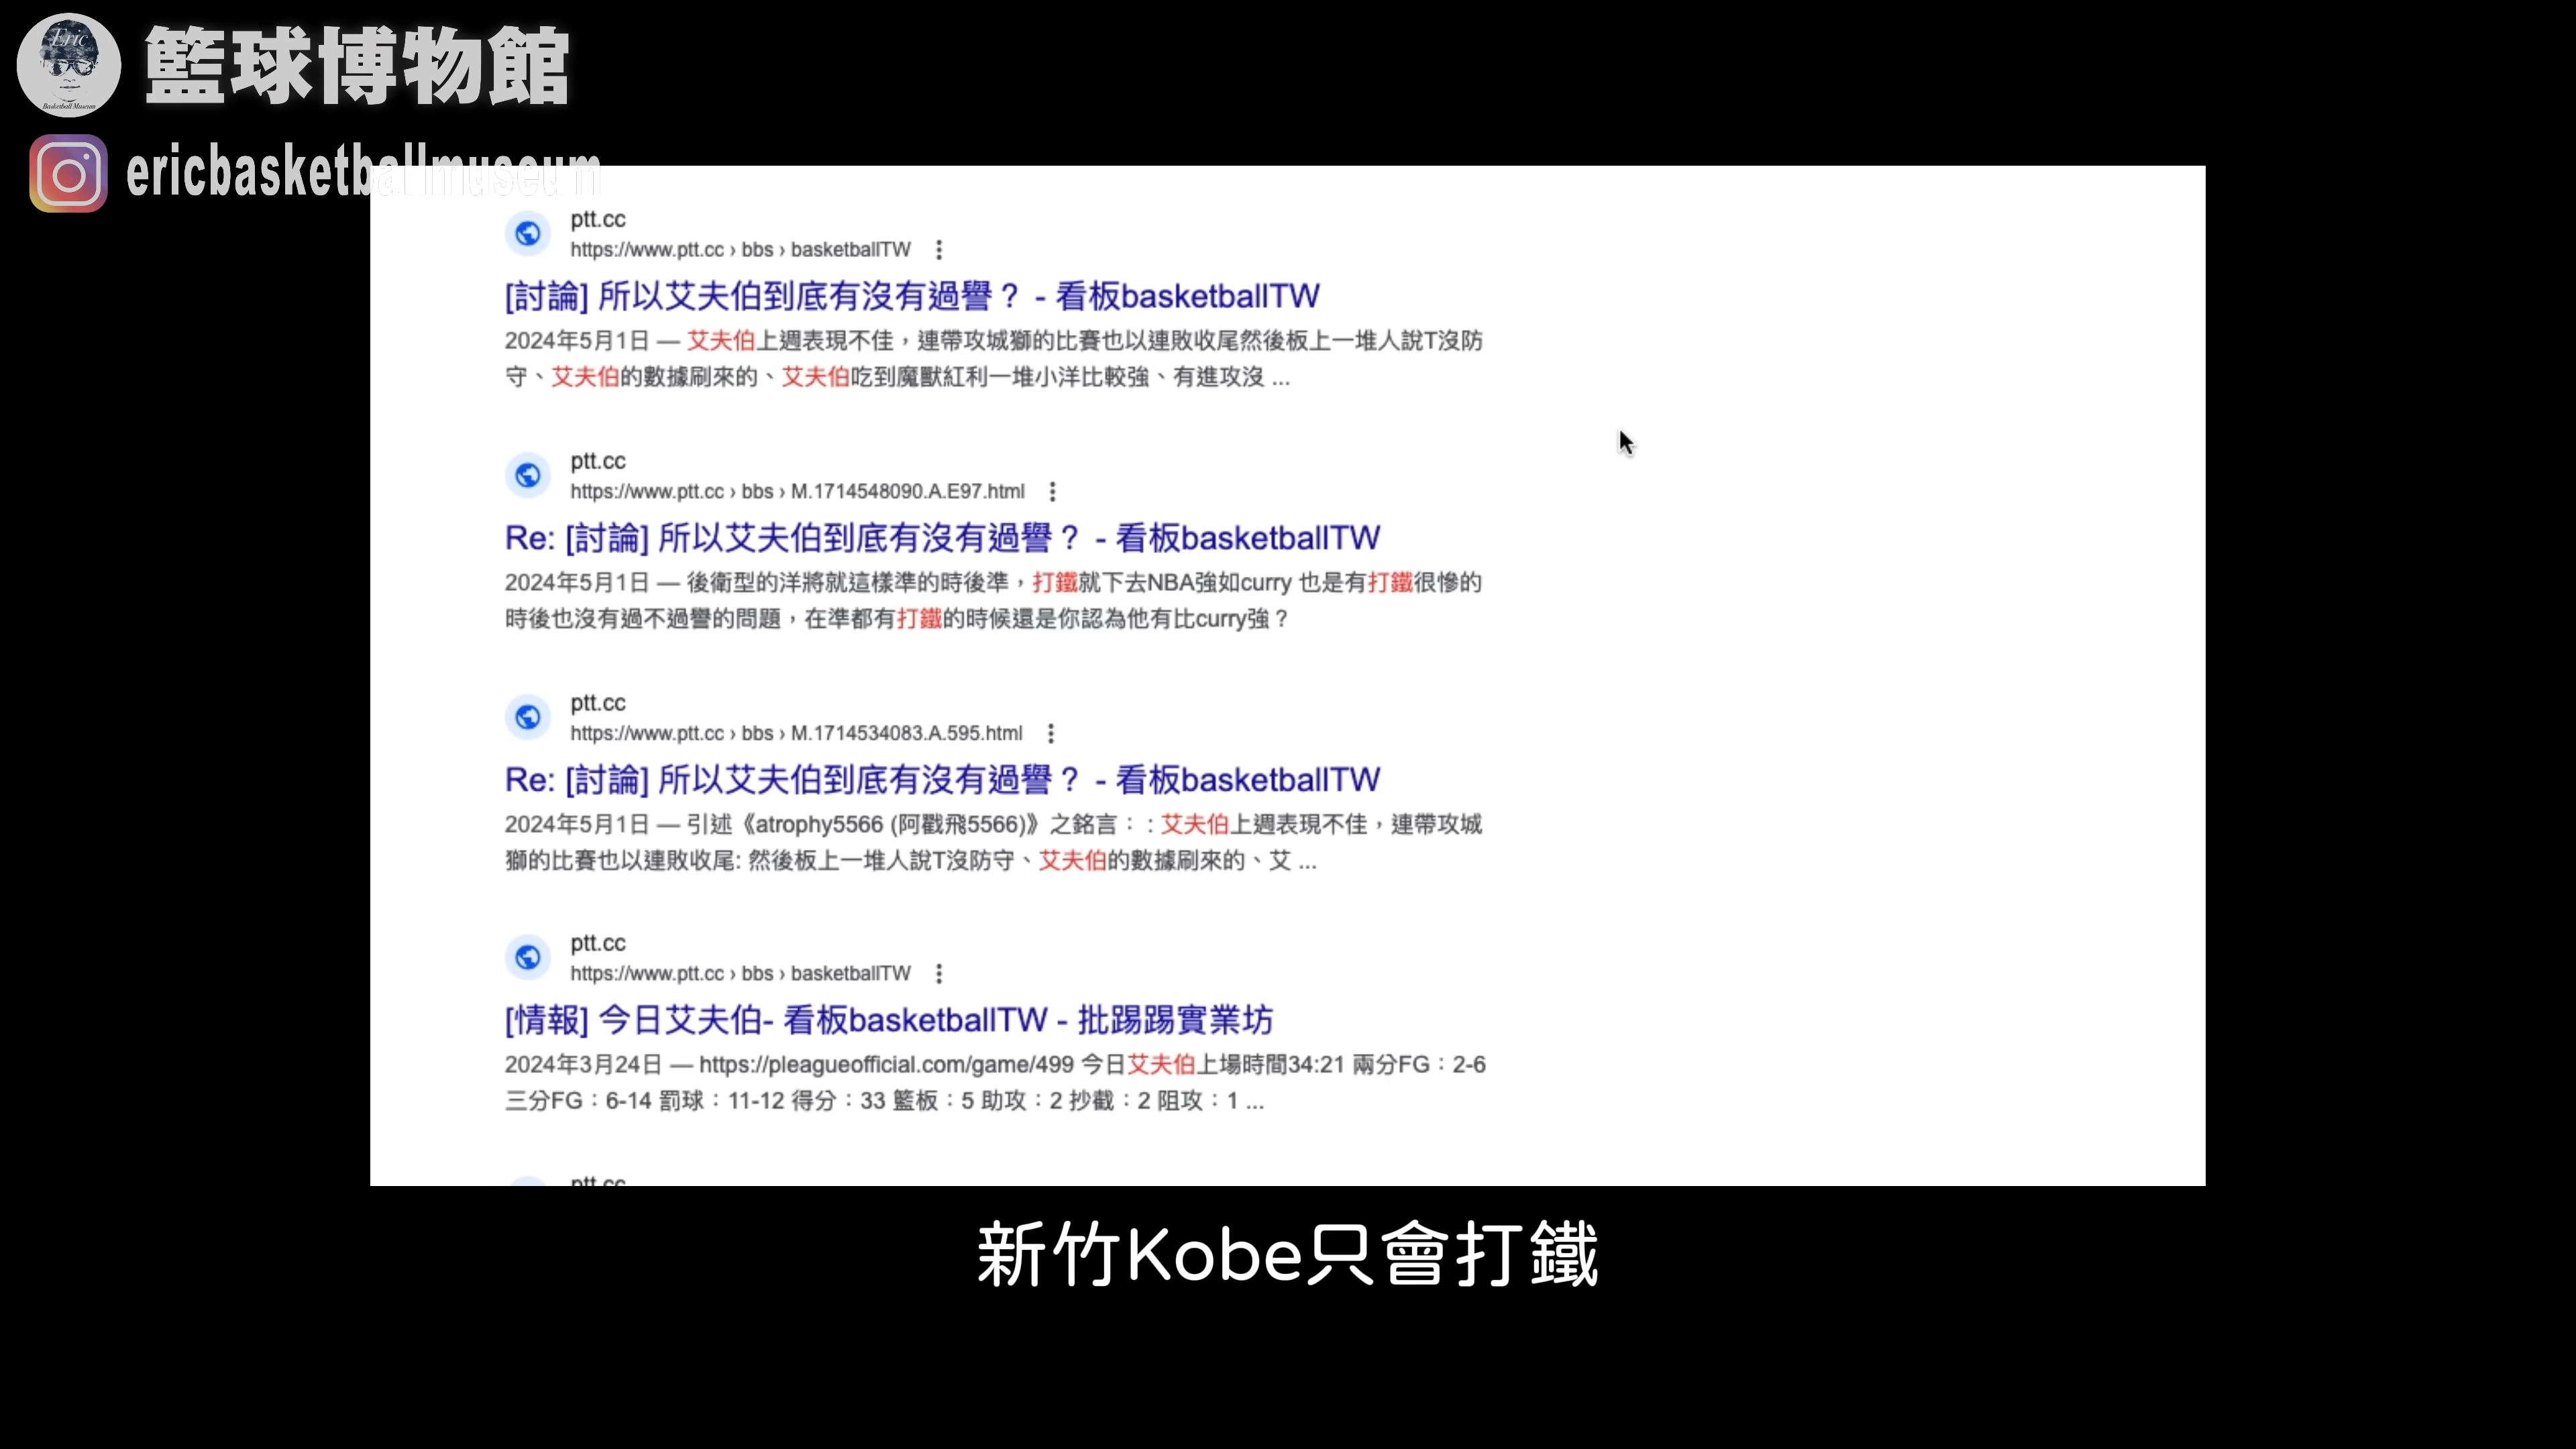 Eric
Basketball Museum
籃球博物館
ericbasketballmuseum
ptt.cc
https://www.ptt.cc › bbs › basketballTW
[討論] 所以艾夫伯到底有沒有過譽？ - 看板basketballTW
2024年5月1日 — 艾夫伯上週表現不佳，連帶攻城獅的比賽也以連敗收尾然後板上一堆人說T沒防
守、艾夫伯的數據刷來的、艾夫伯吃到魔獸紅利一堆小洋比較強、有進攻沒 ...
ptt.cc
https://www.ptt.cc › bbs › M.1714548090.A.E97.html
Re: [討論] 所以艾夫伯到底有沒有過譽？ - 看板basketballTW
2024年5月1日 — 後衛型的洋將就這樣準的時後準，打鐵就下去NBA強如curry 也是有打鐵很慘的
時後也沒有過不過譽的問題，在準都有打鐵的時候還是你認為他有比curry強？
ptt.cc
https://www.ptt.cc › bbs › M.1714534083.A.595.html
Re: [討論] 所以艾夫伯到底有沒有過譽？ - 看板basketballTW
2024年5月1日 — 引述《atrophy5566 (阿戳飛5566)》之銘言： : 艾夫伯上週表現不佳，連帶攻城
獅的比賽也以連敗收尾: 然後板上一堆人說T沒防守、艾夫伯的數據刷來的、艾 ...
ptt.cc
https://www.ptt.cc › bbs › basketballTW
[情報] 今日艾夫伯- 看板basketballTW - 批踢踢實業坊
2024年3月24日 — https://pleagueofficial.com/game/499 今日艾夫伯上場時間34:21 兩分FG：2-6
三分FG：6-14 罰球：11-12 得分：33 籃板：5 助攻：2 抄截：2 阻攻：1 ...
ptt.cc
新竹Kobe只會打鐵